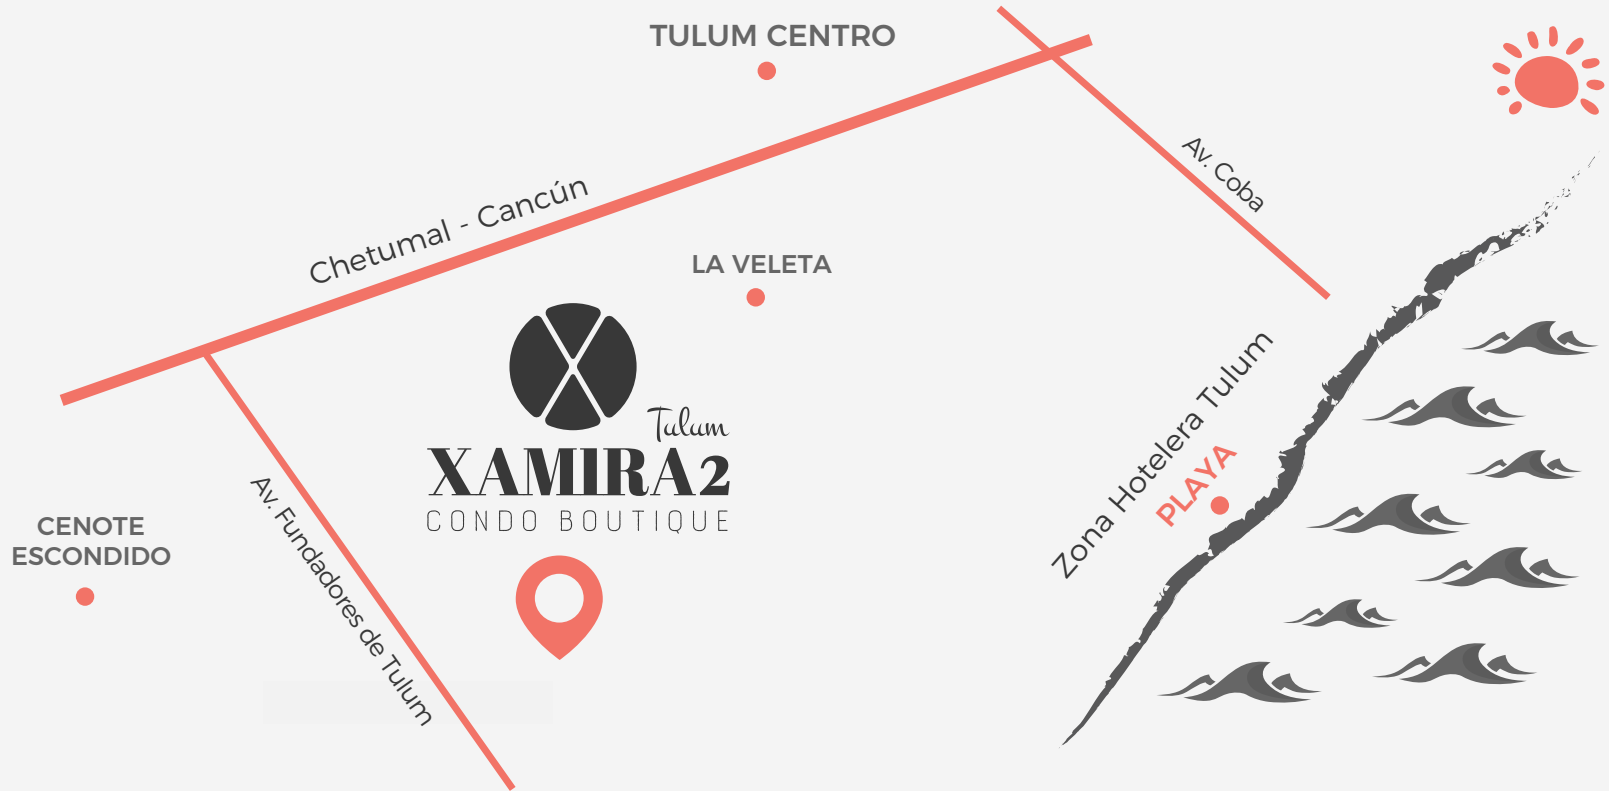 TULUM CENTRO
Av. Coba
Chetumal - Cancún
LA VELETA
Tulum
XAMIRA2
CONDO BOUTIQUE
Zona Hotelera Tulum
PLAYA
CENOTE
ESCONDIDO
Av. Fundadores de Tulum